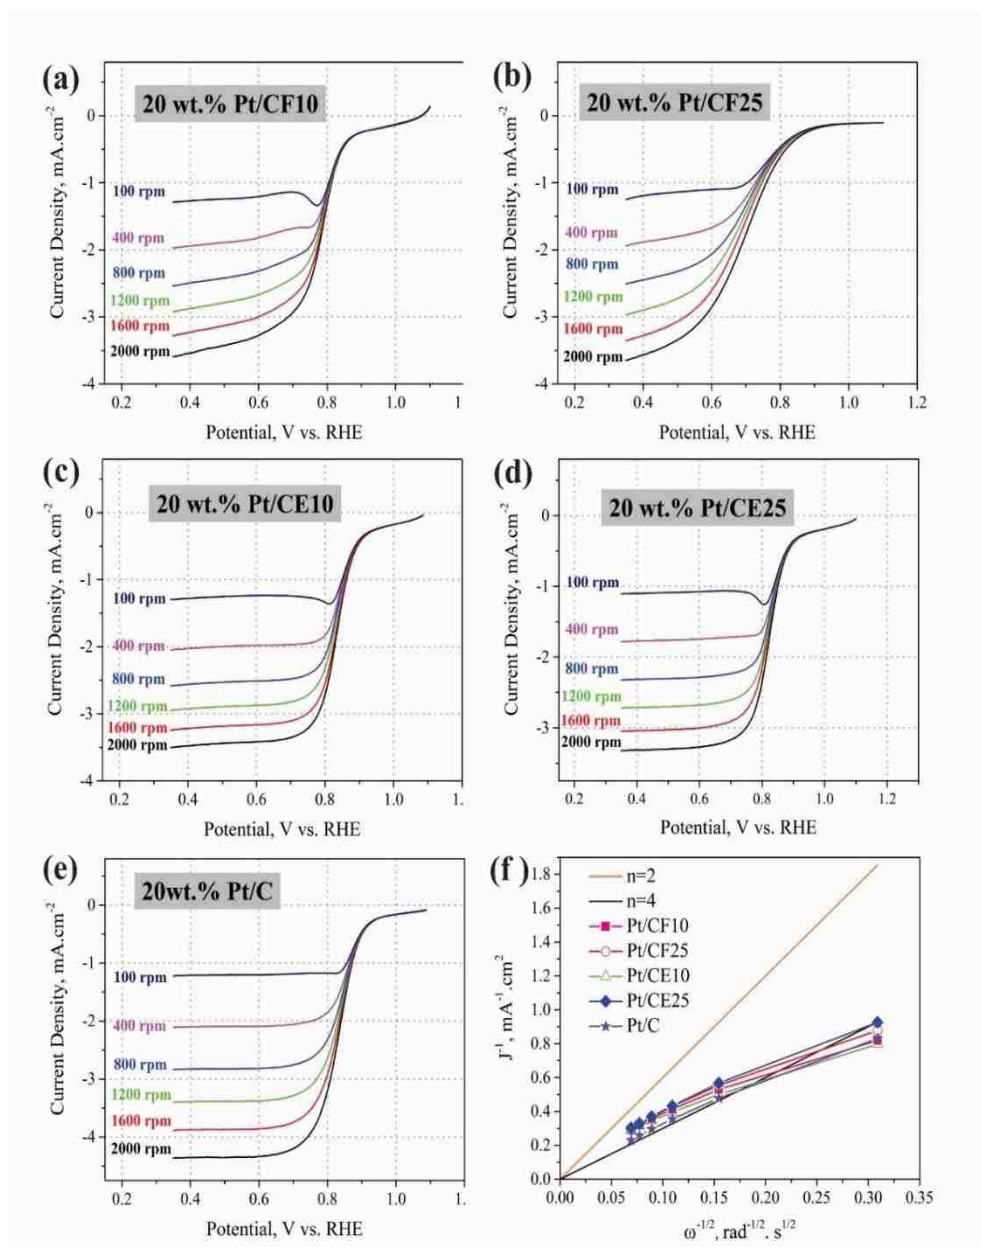 (a)
20 wt.% Pt/CF10
Current Density, mA.cm-2
0
-1
-2
-3
-4
100 rpm
400 rpm
800 rpm
1200 rpm
1600 rpm
2000 rpm
0.2 0.4 0.6 0.8 1.0 1
Potential, V vs. RHE
(b)
20 wt.% Pt/CF25
Current Density, mA.cm-2
0
-1
-2
-3
-4
100 rpm
400 rpm
800 rpm
1200 rpm
1600 rpm
2000 rpm
0.2 0.4 0.6 0.8 1.0 1.2
Potential, V vs. RHE
(c)
20 wt.% Pt/CE10
Current Density, mA.cm-2
0
-1
-2
-3
-4
100 rpm
400 rpm
800 rpm
1200 rpm
1600 rpm
2000 rpm
0.2 0.4 0.6 0.8 1.0 1.
Potential, V vs. RHE
(d)
20 wt.% Pt/CE25
Current Density, mA.cm-2
0
-1
-2
-3
100 rpm
400 rpm
800 rpm
1200 rpm
1600 rpm
2000 rpm
0.2 0.4 0.6 0.8 1.0 1.2
Potential, V vs. RHE
(e)
20wt.% Pt/C
Current Density, mA.cm-2
0
-1
-2
-3
-4
100 rpm
400 rpm
800 rpm
1200 rpm
1600 rpm
2000 rpm
0.2 0.4 0.6 0.8 1.0 1.
Potential, V vs. RHE
(f)
J-1, mA-1.cm2
1.8
1.6
1.4
1.2
1.0
0.8
0.6
0.4
0.2
0.0
n=2
n=4
Pt/CF10
Pt/CF25
Pt/CE10
Pt/CE25
Pt/C
0.00 0.05 0.10 0.15 0.20 0.25 0.30 0.35
ω-1/2, rad-1/2. s1/2